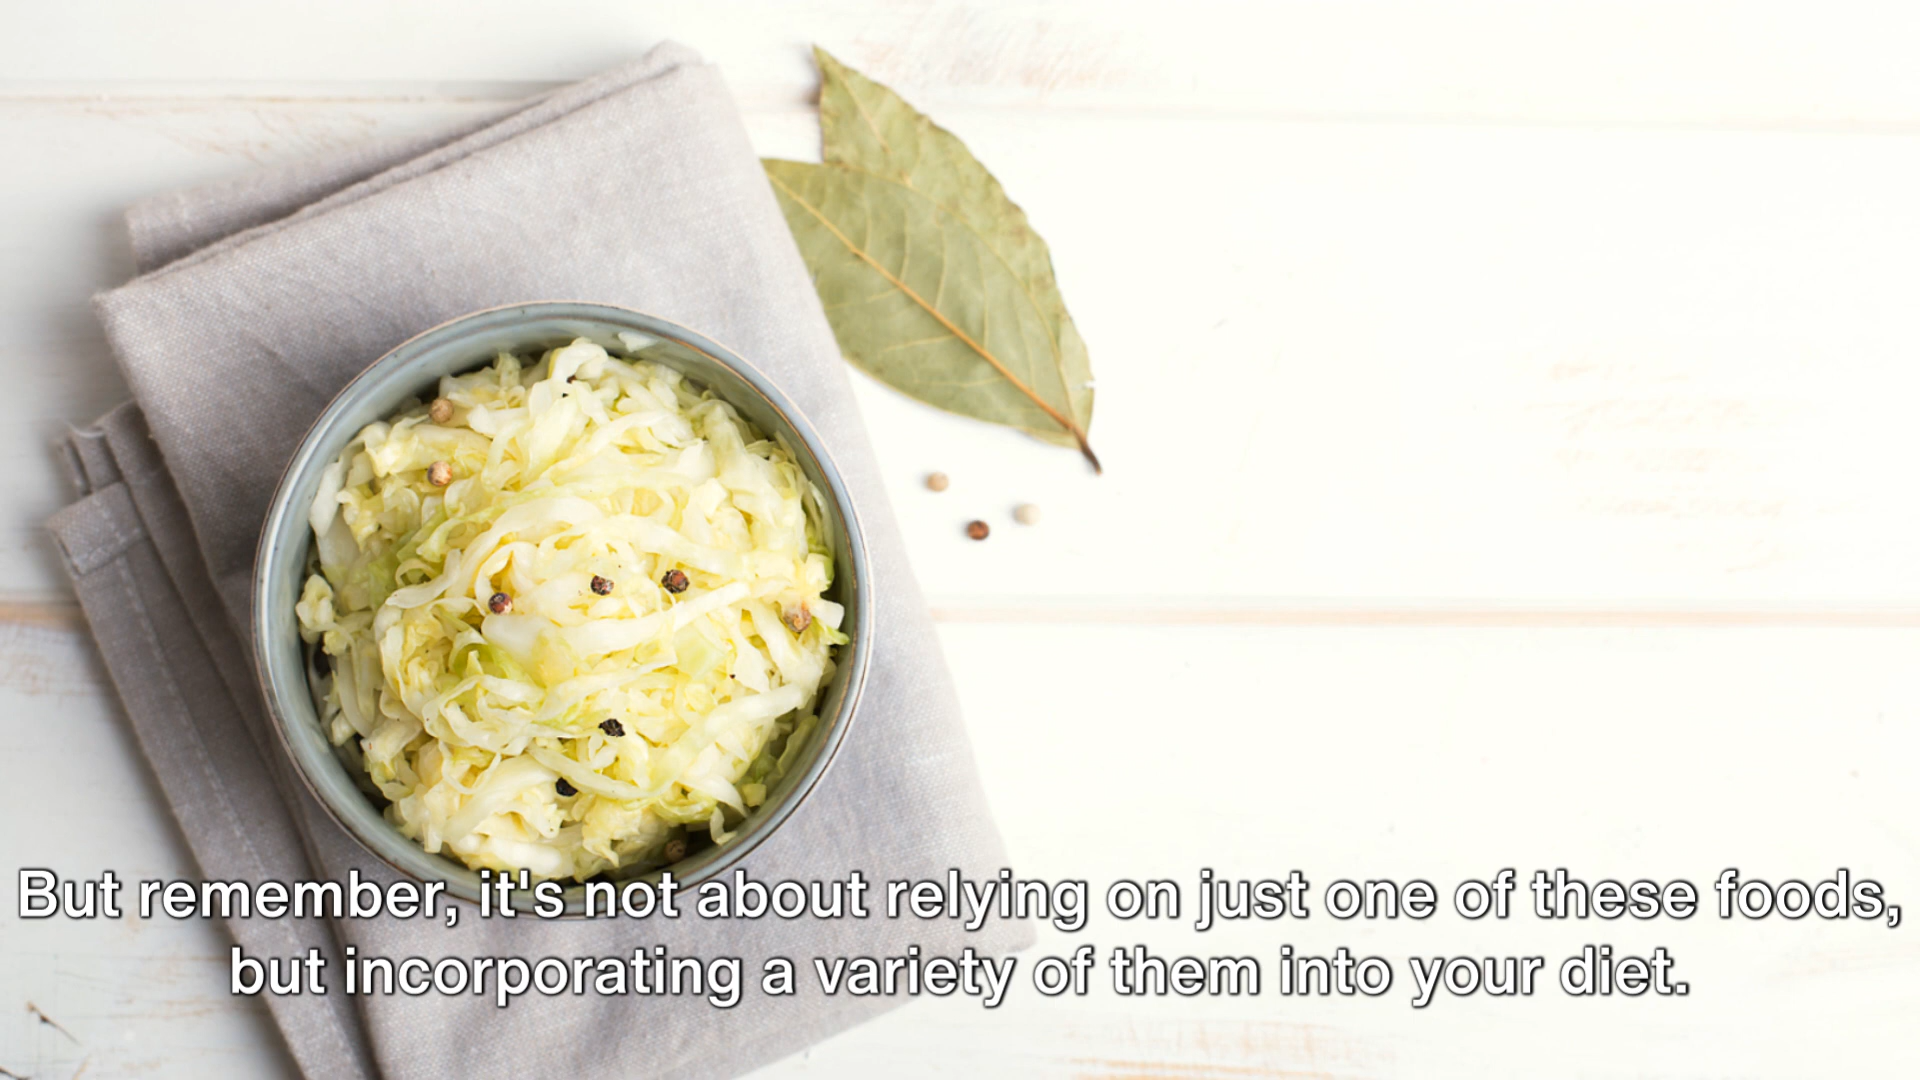 But remember, it's not about relying on just one of these foods,
but incorporating a variety of them into your diet.